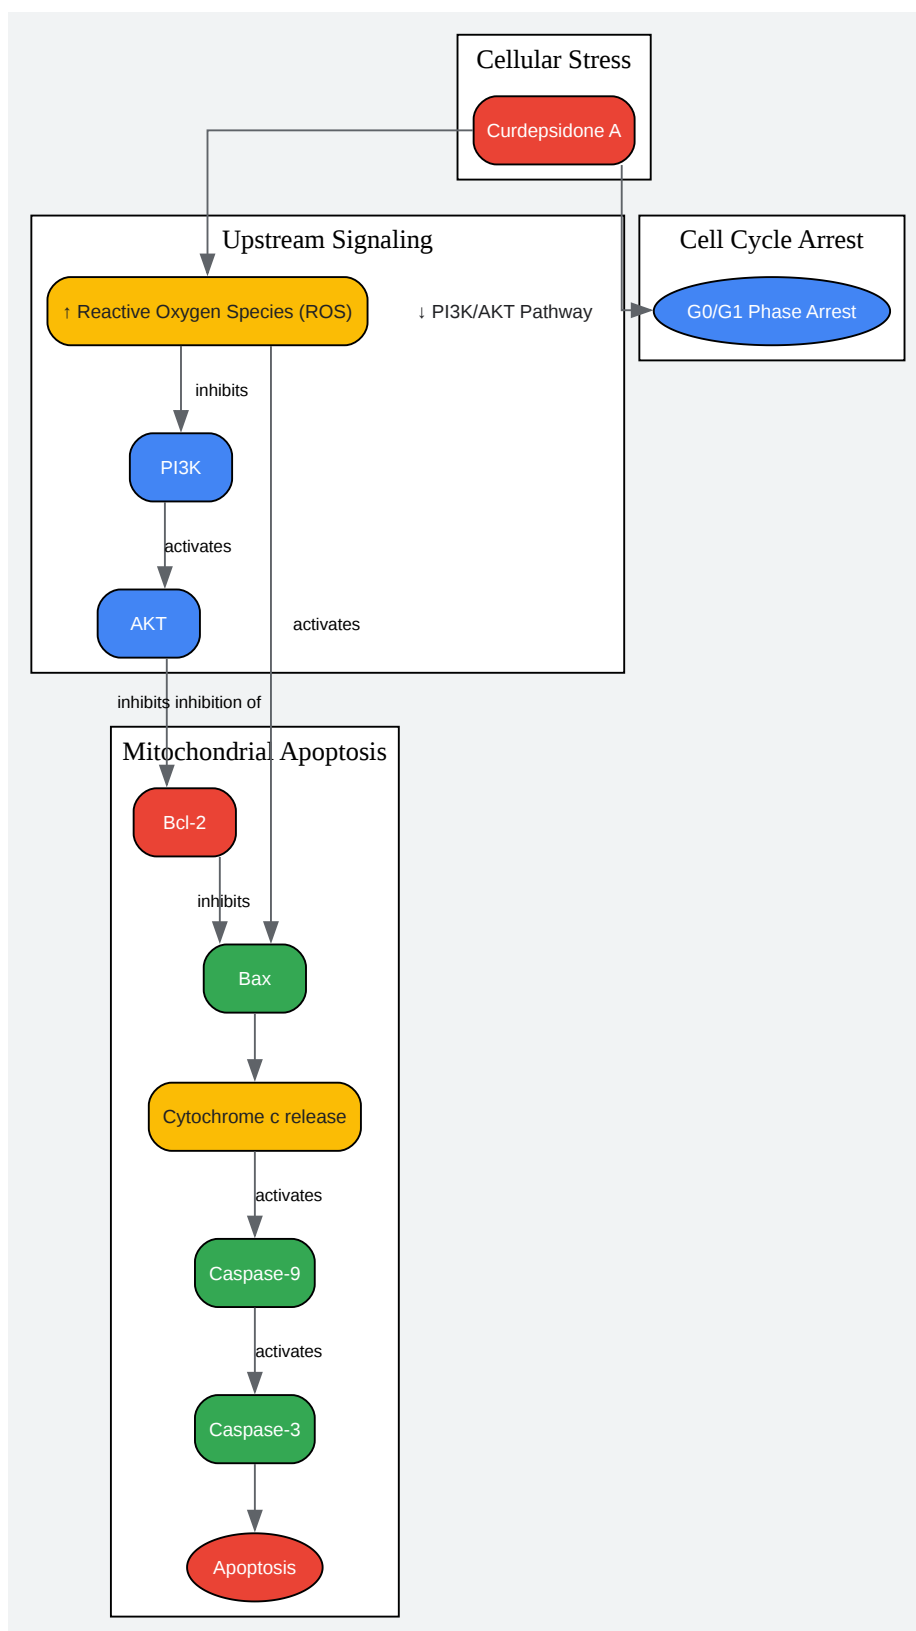 Cellular Stress
Curdepsidone A
Upstream Signaling
Cell Cycle Arrest
↑ Reactive Oxygen Species (ROS)
↓ PI3K/AKT Pathway
G0/G1 Phase Arrest
inhibits
PI3K
activates
AKT
activates
inhibits inhibition of
Mitochondrial Apoptosis
Bcl-2
inhibits
Bax
Cytochrome c release
activates
Caspase-9
activates
Caspase-3
Apoptosis